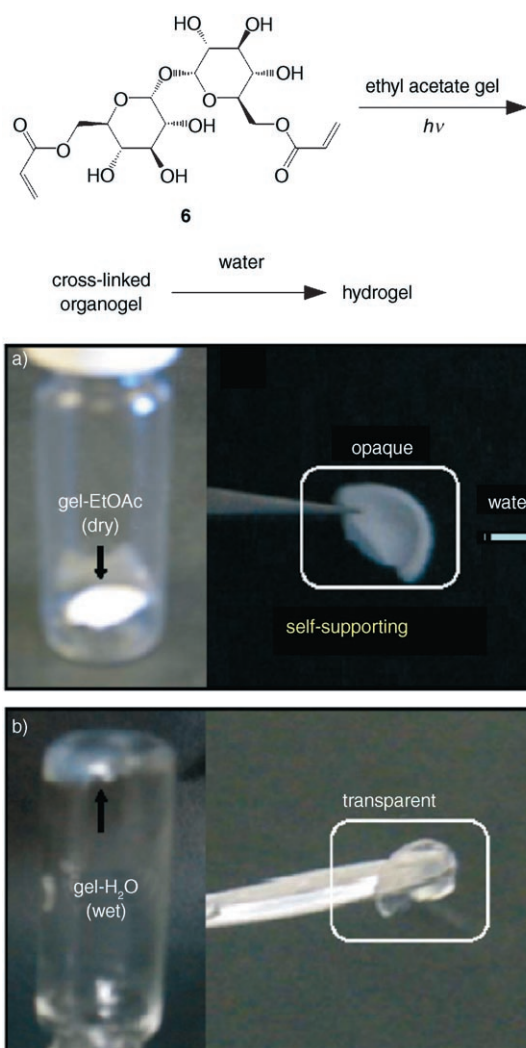 HO OH
OH
O
O O
OH
O
O O
HO OH O
6
ethyl acetate gel
hν
cross-linked
organogel
water
hydrogel
a)
gel-EtOAc
(dry)
opaque
wate
self-supporting
b)
gel-H₂O
(wet)
transparent